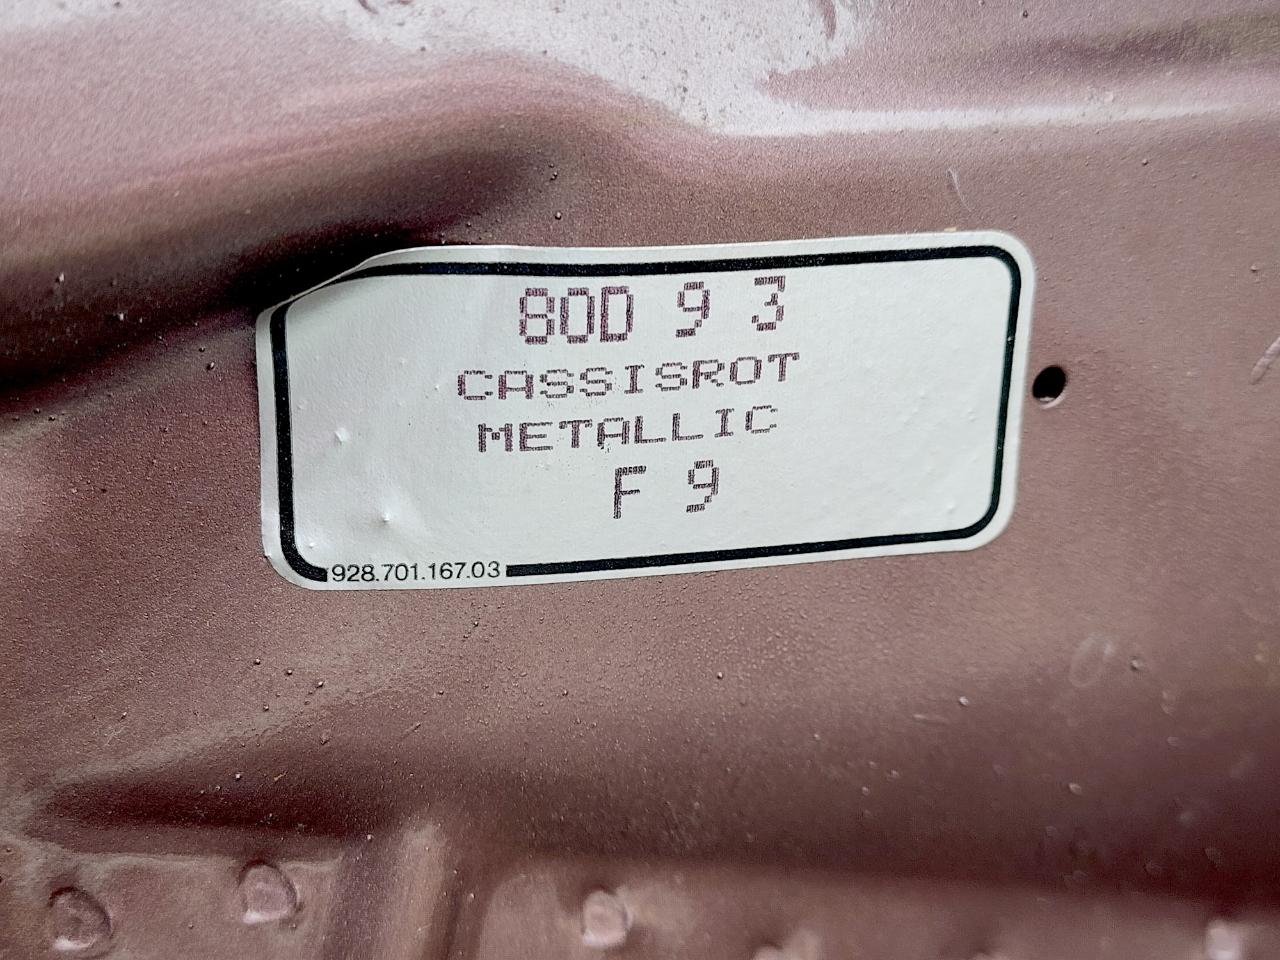 80D 9 3
CASSISROT
METALLIC
F 9
928.701.167.03